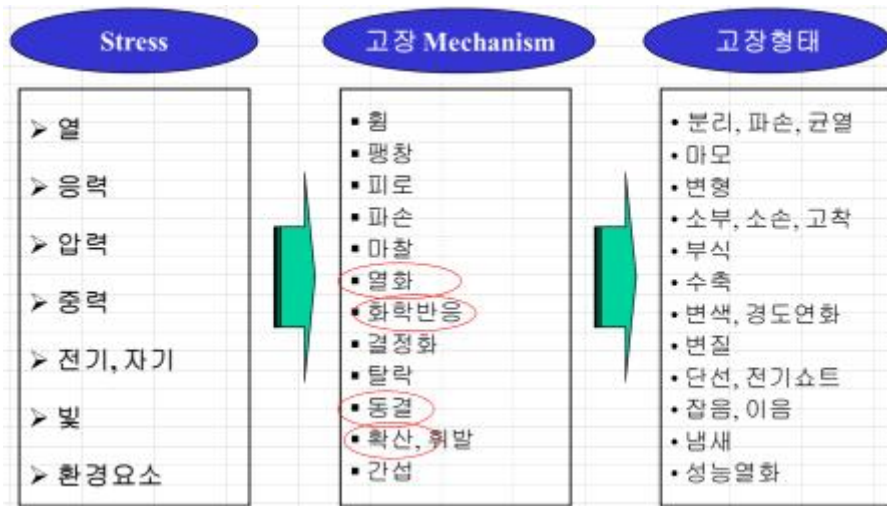 Stress
고장 Mechanism
고장형태
열
응력
압력
중력
전기, 자기
빛
환경요소
휨
팽창
피로
파손
마찰
열화
화학반응
결정화
탈락
동결
확산, 휘발
간섭
분리, 파손, 균열
마모
변형
소부, 소손, 고착
부식
수축
변색, 경도연화
변질
단선, 전기쇼트
잡음, 이음
냄새
성능열화